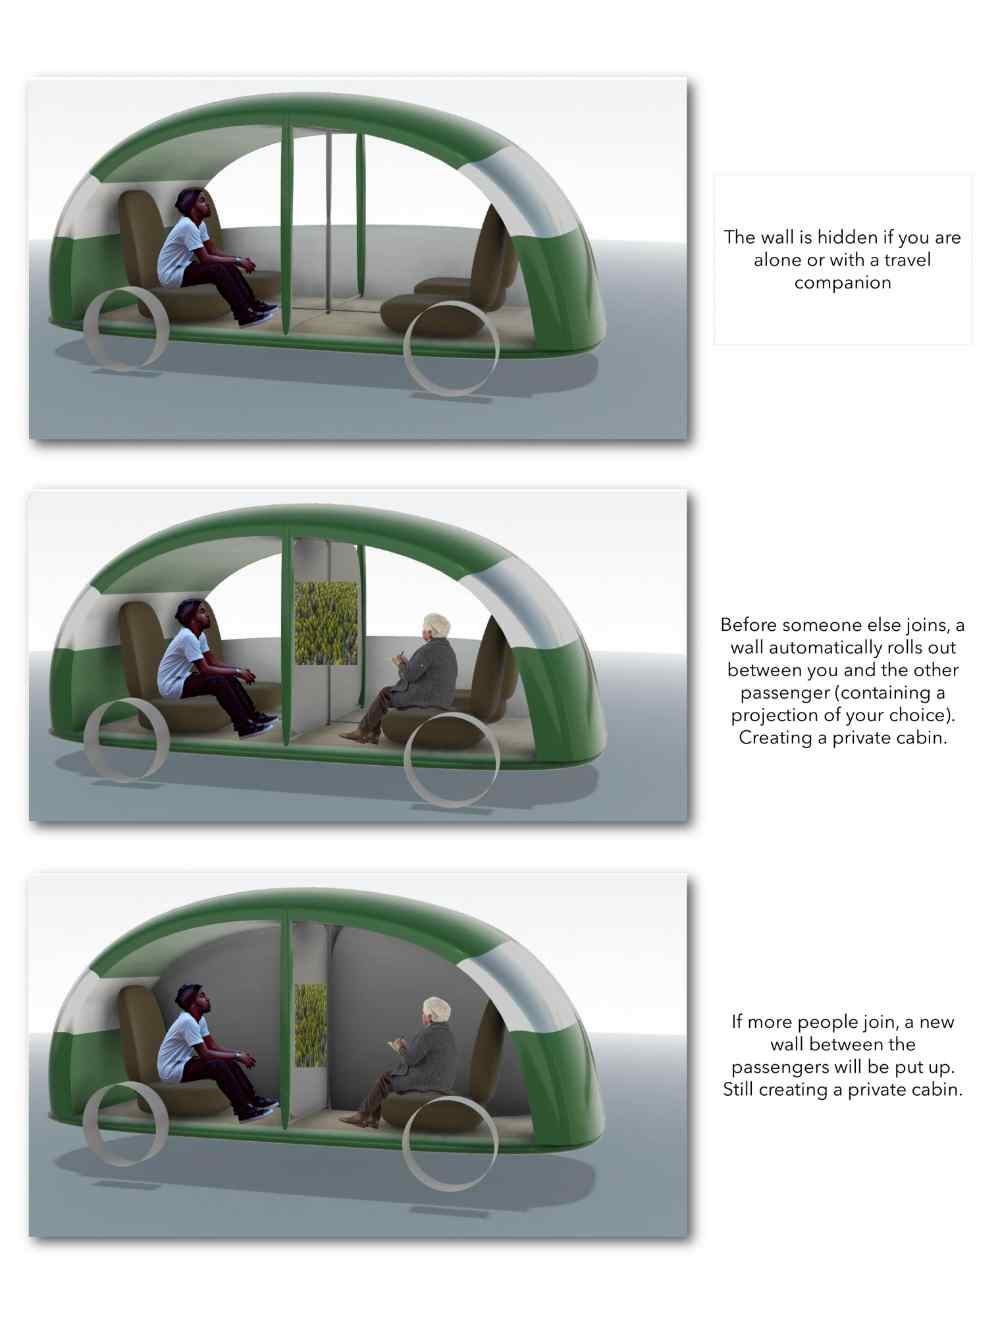 The wall is hidden if you are
alone or with a travel
companion
Before someone else joins, a
wall automatically rolls out
between you and the other
passenger (containing a
projection of your choice).
Creating a private cabin.
If more people join, a new
wall between the
passengers will be put up.
Still creating a private cabin.